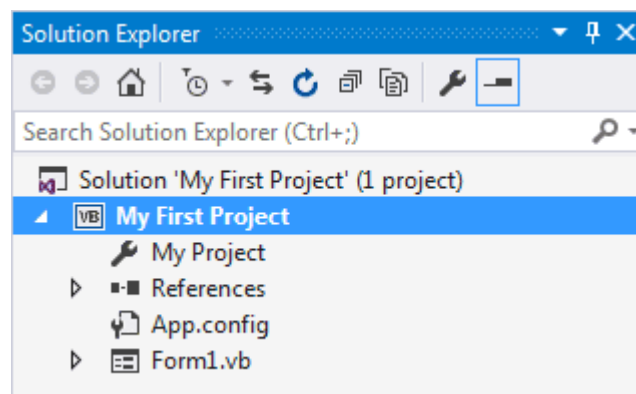 Solution Explorer
Search Solution Explorer (Ctrl+;)
Solution 'My First Project' (1 project)
VB My First Project
My Project
References
App.config
Form1.vb